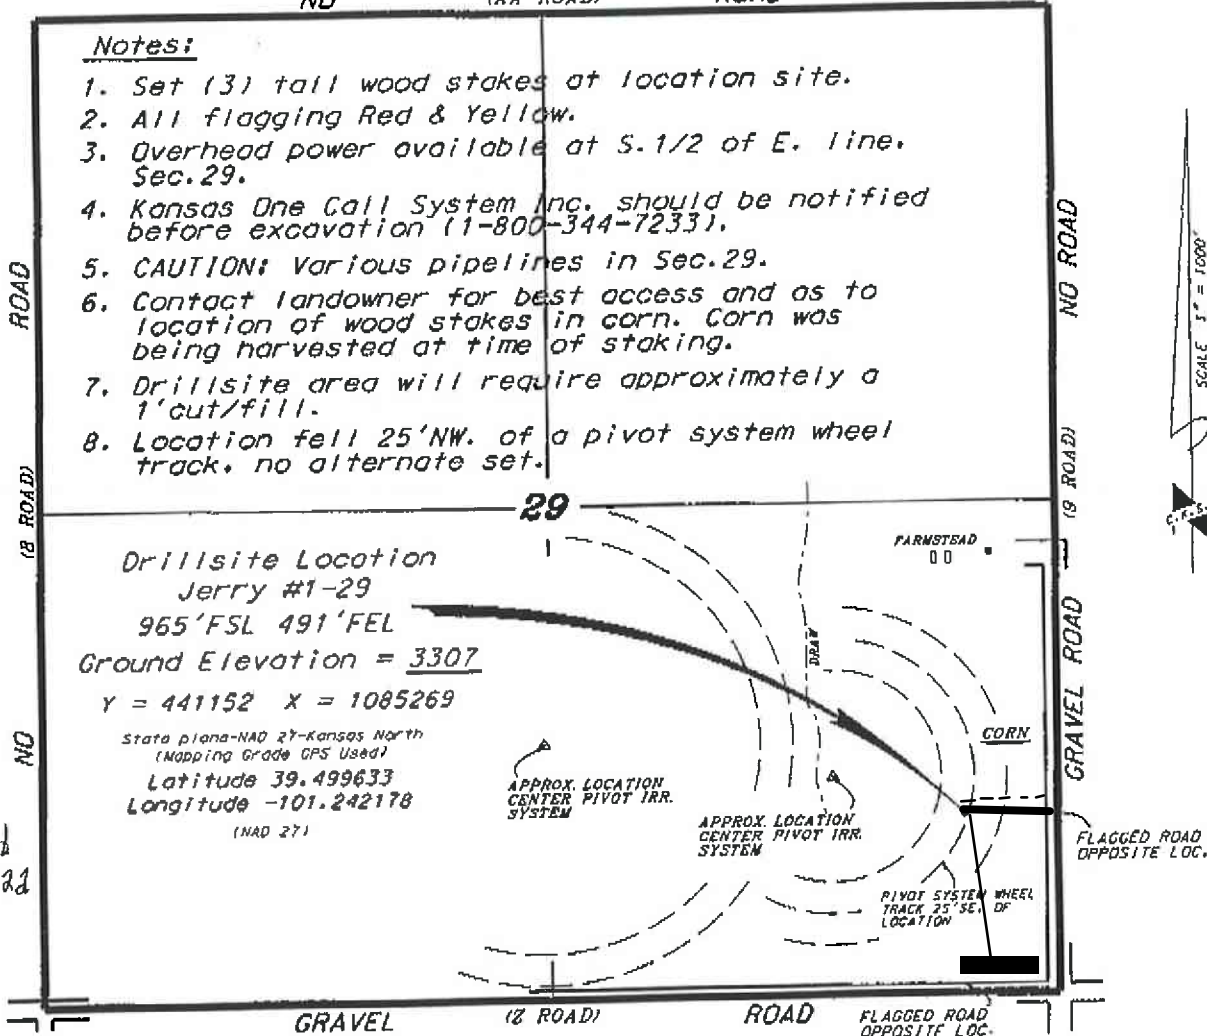 NO ROAD
Notes:
1. Set (3) tall wood stakes at location site.
2. All flagging Red & Yellow.
3. Overhead power available at S.1/2 of E. line.
Sec.29.
4. Kansas One Call System Inc. should be notified
before excavation (1-800-344-7233).
5. CAUTION: Various pipelines in Sec.29.
6. Contact landowner for best access and as to
location of wood stakes in corn. Corn was
being harvested at time of staking.
7. Drillsite area will require approximately a
1'cut/fill.
8. Location fell 25'NW. of a pivot system wheel
track. no alternate set.
NO
(8 ROAD)
ROAD
NO ROAD
(9 ROAD)
GRAVEL ROAD
= 1000'
SCALE
C.K.S.
29
Drillsite Location
Jerry #1-29
965'FSL 491'FEL
Ground Elevation = 3307
Y = 441152 X = 1085269
State plane-NAD 27-Kansas North
(Mapping Grade GPS Used)
Latitude 39.499633
Longitude -101.242178
(NAD 27)
FARMSTEAD
DRAW
CORN
APPROX. LOCATION
CENTER PIVOT IRR.
SYSTEM
APPROX. LOCATION
CENTER PIVOT IRR.
SYSTEM
FLAGGED ROAD
OPPOSITE LOC.
PIVOT SYSTEM WHEEL
TRACK 25'SE. OF
LOCATION
GRAVEL (Z ROAD) ROAD
FLAGGED ROAD
OPPOSITE LOC.